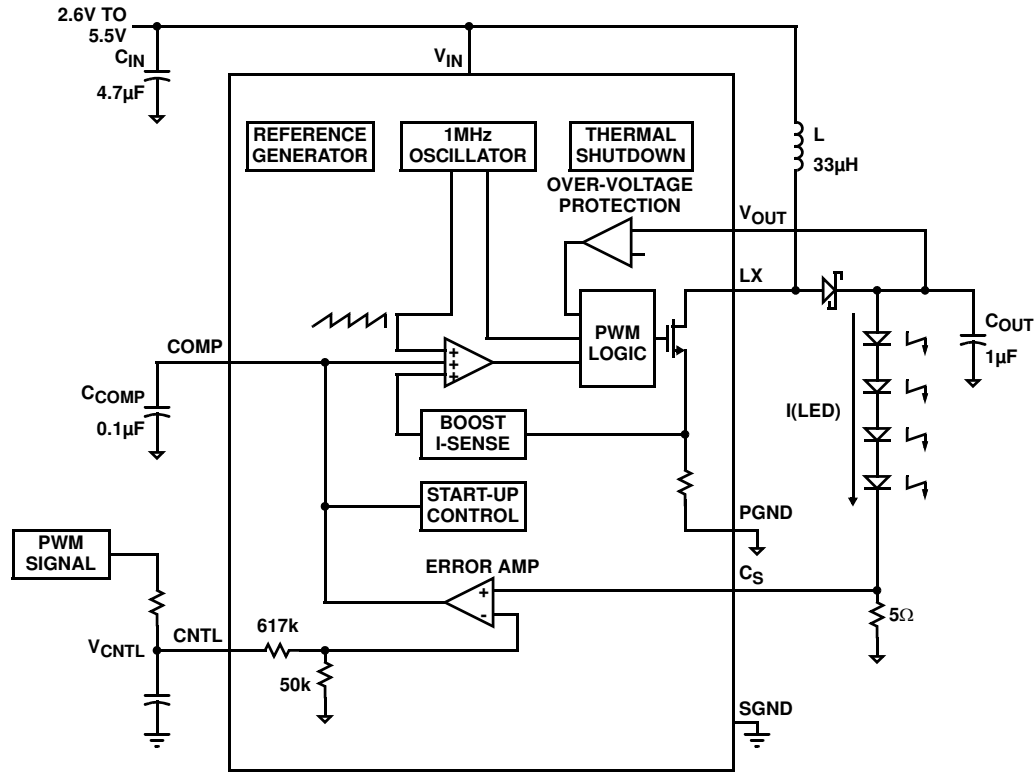 2.6V TO
5.5V
CIN
4.7µF
VIN
REFERENCE
GENERATOR
1MHz
OSCILLATOR
THERMAL
SHUTDOWN
L
33µH
OVER-VOLTAGE
PROTECTION
VOUT
LX
PWM
LOGIC
COUT
1µF
COMP
+
+
+
CCOMP
0.1µF
BOOST
I-SENSE
I(LED)
START-UP
CONTROL
PGND
PWM
SIGNAL
ERROR AMP
CS
+
-
5Ω
617k
CNTL
VCNTL
50k
SGND